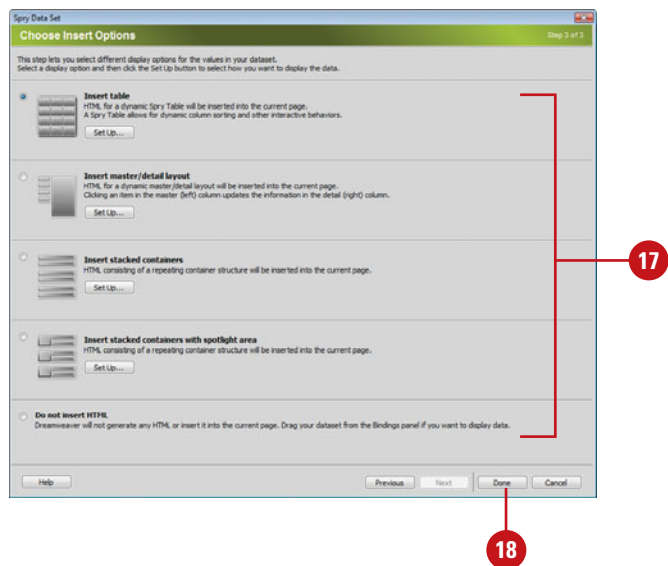 Spry Data Set
Choose Insert Options
Step 3 of 3
This step lets you select different display options for the values in your dataset.
Select a display option and then click the Set Up button to select how you want to display the data.
Insert table
HTML for a dynamic Spry Table will be inserted into the current page.
A Spry Table allows for dynamic column sorting and other interactive behaviors.
Set Up...
Insert master/detail layout
HTML for a dynamic master/detail layout will be inserted into the current page.
Clicking an item in the master (left) column updates the information in the detail (right) column.
Set Up...
17
Insert stacked containers
HTML consisting of a repeating container structure will be inserted into the current page.
Set Up...
Insert stacked containers with spotlight area
HTML consisting of a repeating container structure will be inserted into the current page.
Set Up...
Do not insert HTML
Dreamweaver will not generate any HTML or insert it into the current page. Drag your dataset from the Bindings panel if you want to display data.
Help
Previous
Next
Done
Cancel
18